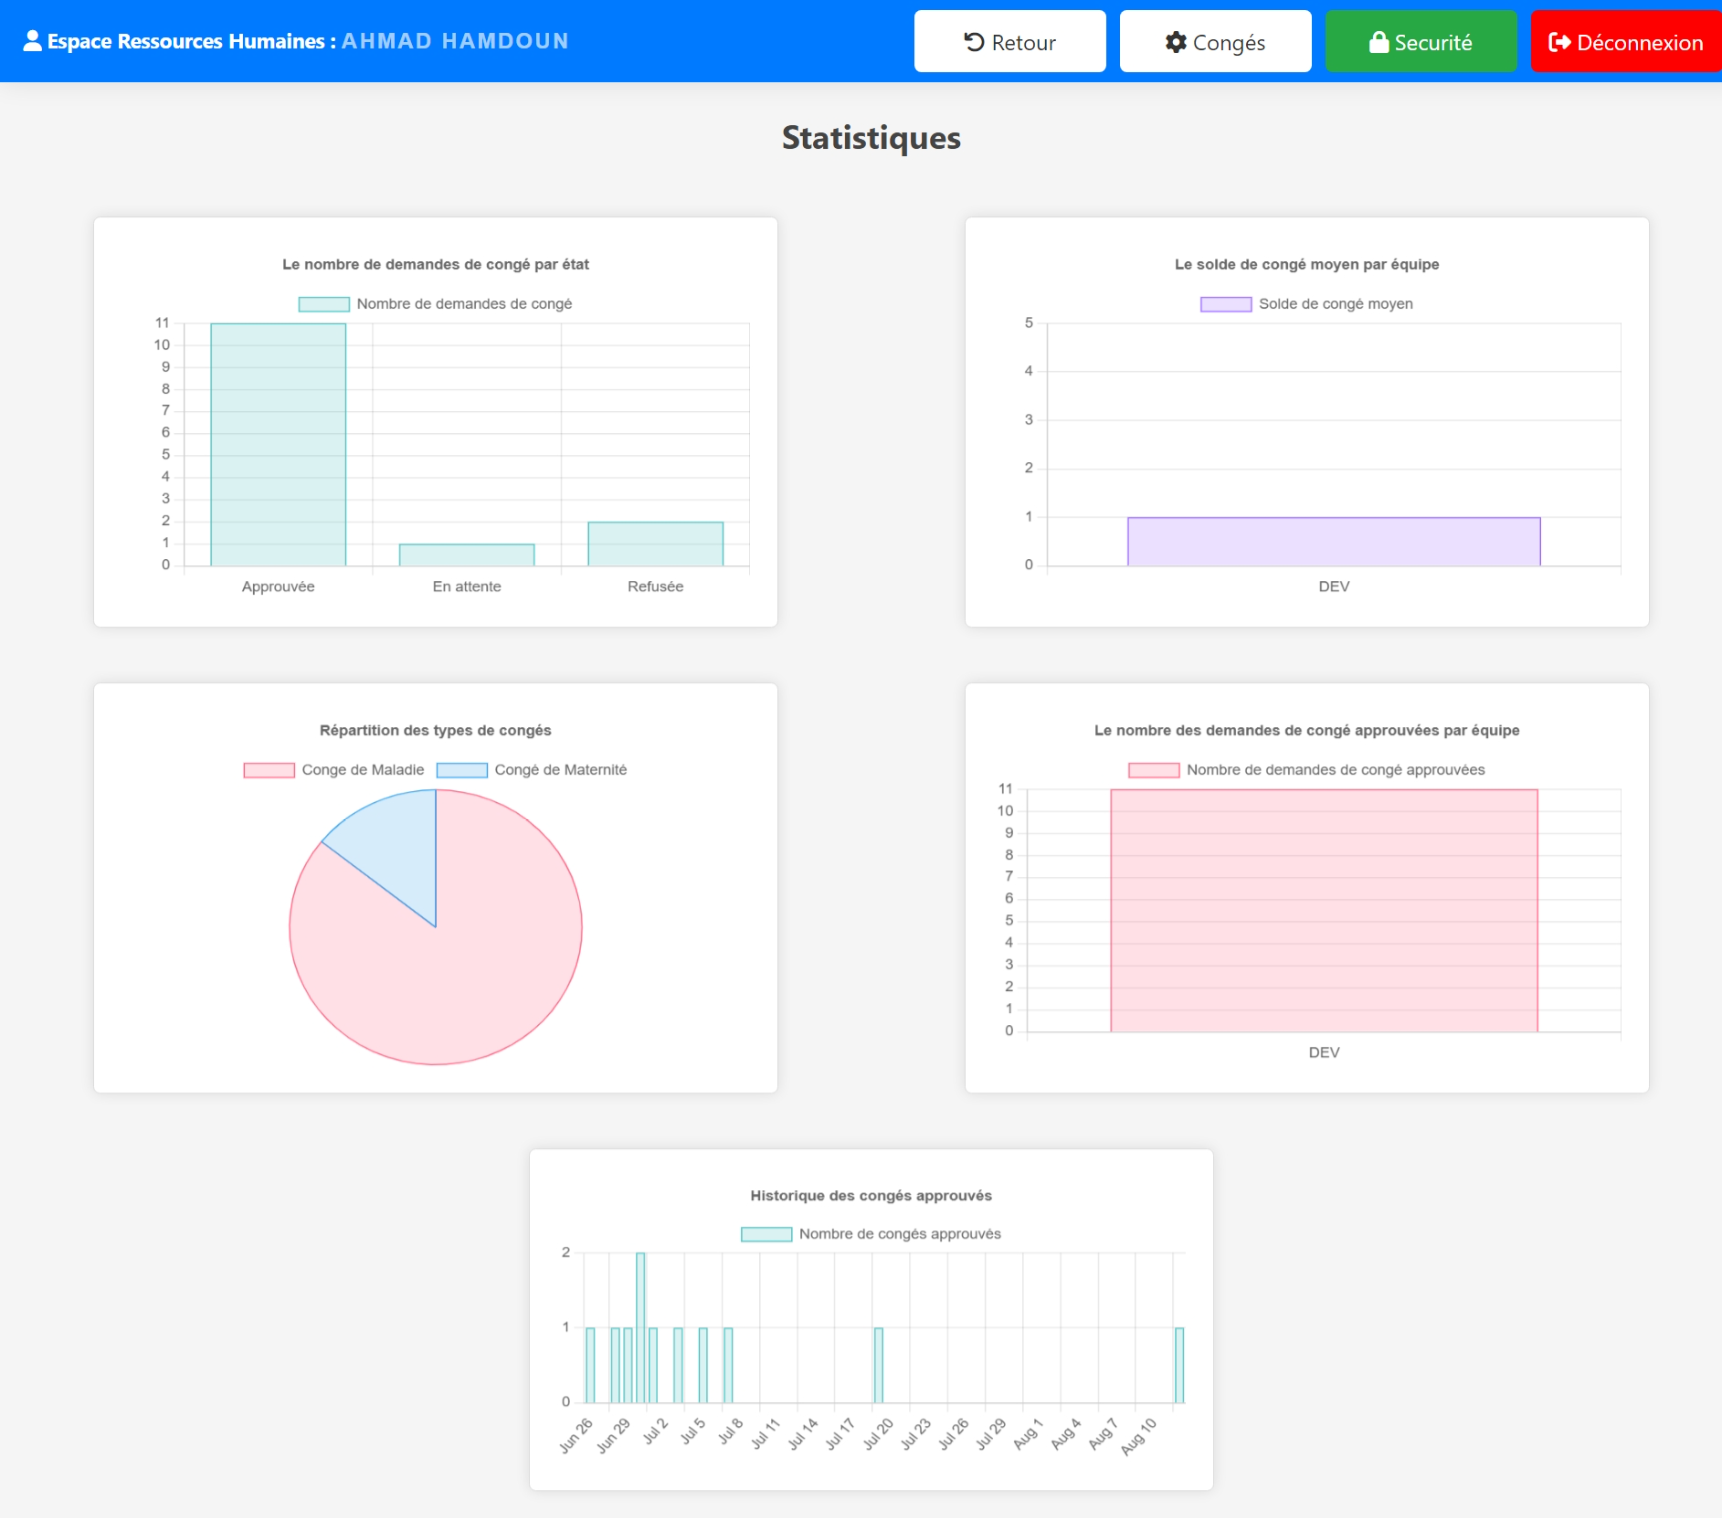 Espace Ressources Humaines : AHMAD HAMDOUN
Retour
Congés
Securité
Déconnexion
Statistiques
Le nombre de demandes de congé par état
Nombre de demandes de congé
11
10
9
8
7
6
5
4
3
2
1
0
Approuvée En attente Refusée
Le solde de congé moyen par équipe
Solde de congé moyen
5
4
3
2
1
0
DEV
Répartition des types de congés
Conge de Maladie Congé de Maternité
Le nombre des demandes de congé approuvées par équipe
Nombre de demandes de congé approuvées
11
10
9
8
7
6
5
4
3
2
1
0
DEV
Historique des congés approuvés
Nombre de congés approuvés
2
1
0
Jun 26 Jun 29 Jul 2 Jul 5 Jul 8 Jul 11 Jul 14 Jul 17 Jul 20 Jul 23 Jul 26 Jul 29 Aug 1 Aug 4 Aug 7 Aug 10